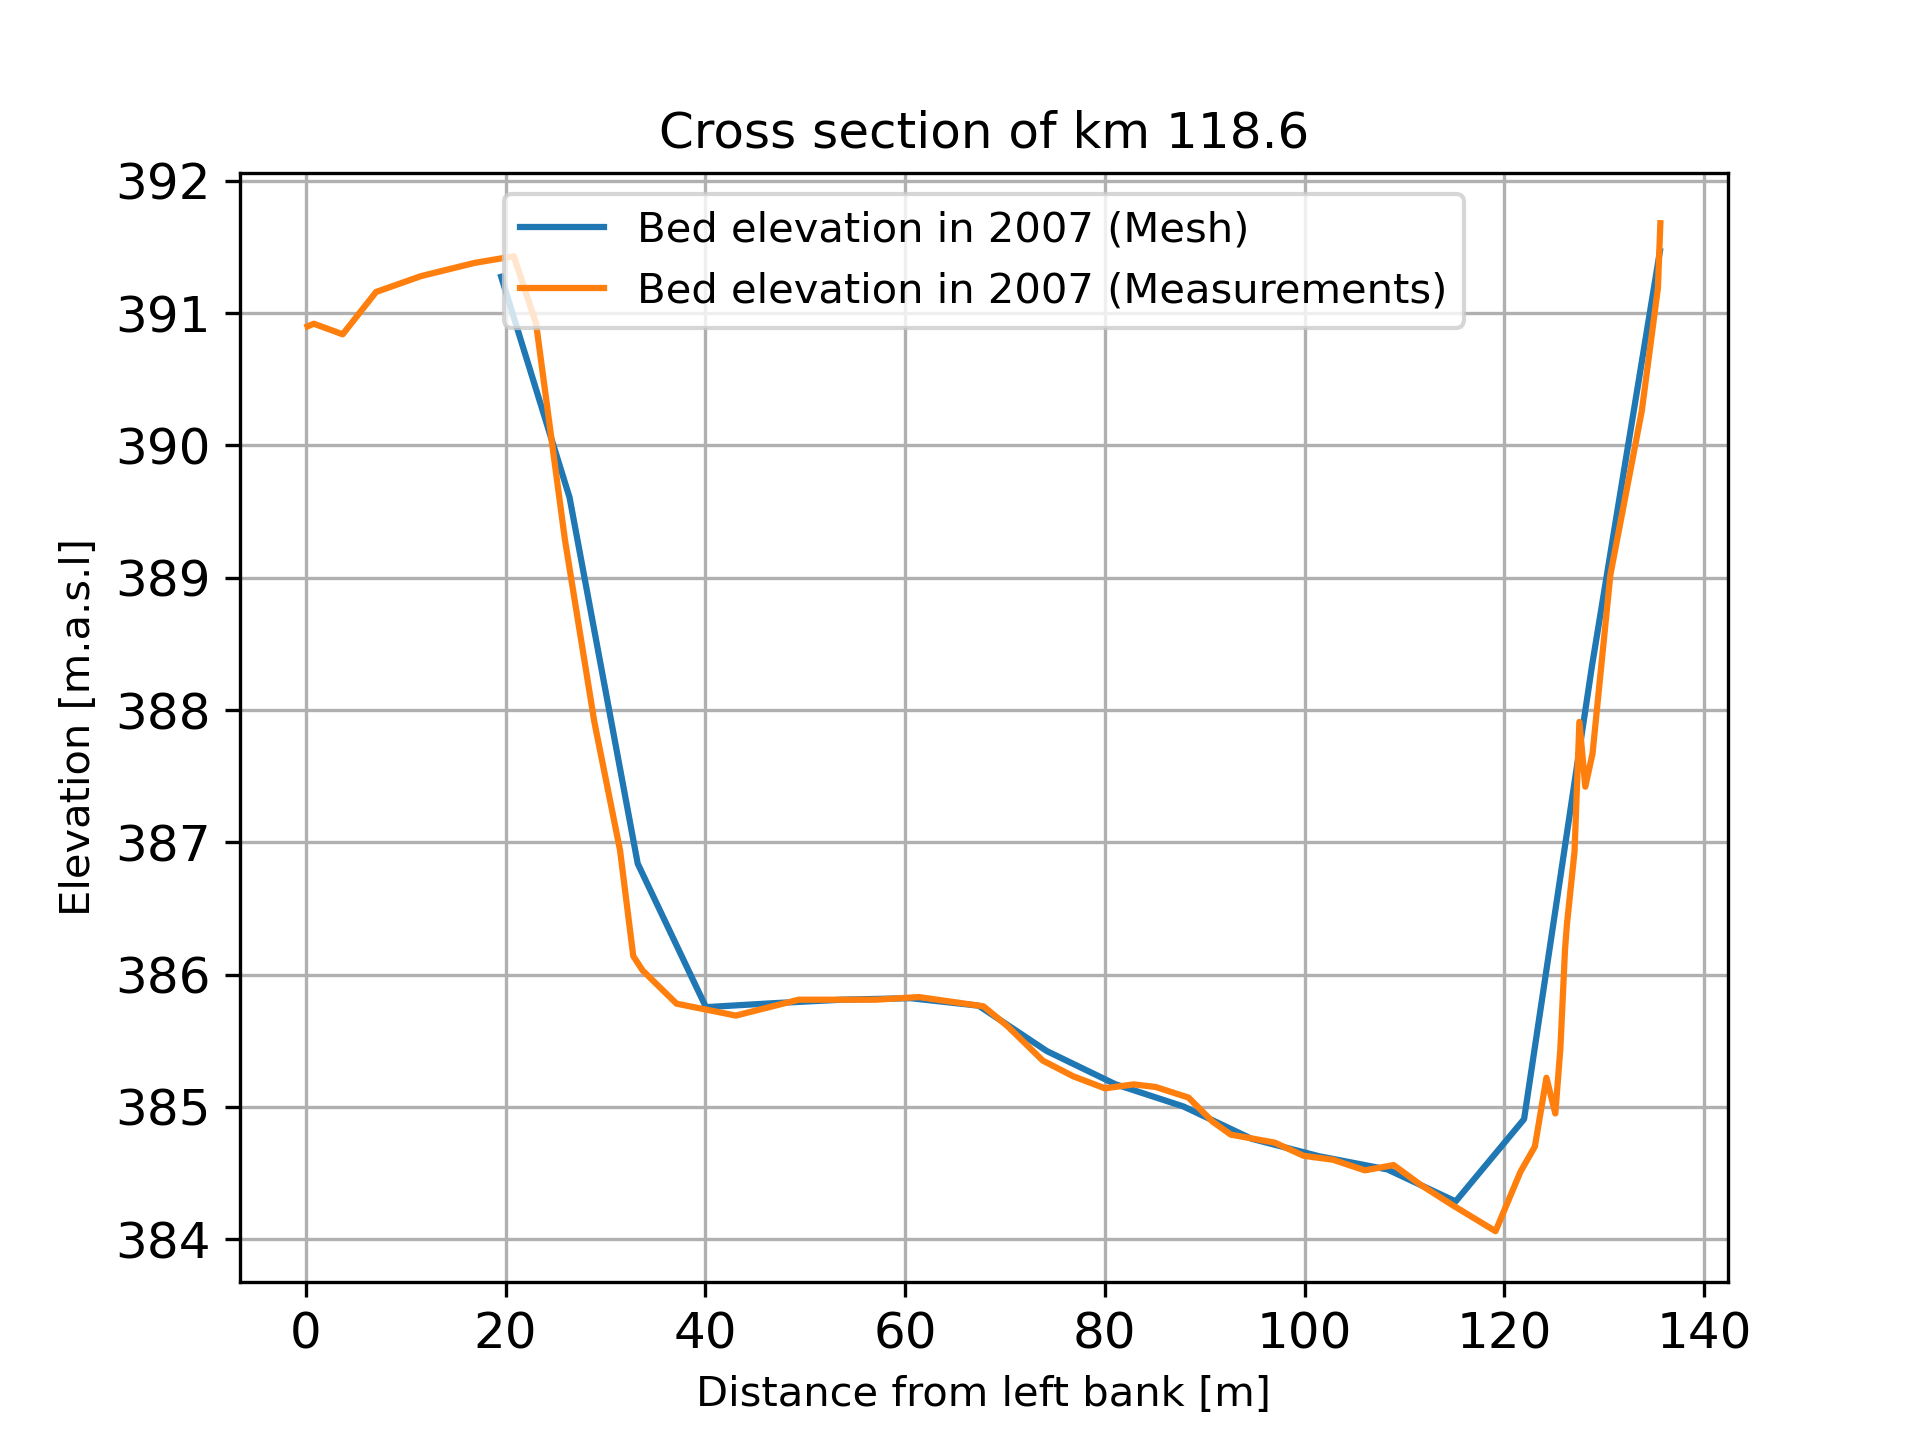 Cross section of km 118.6
Bed elevation in 2007 (Mesh)
Bed elevation in 2007 (Measurements)
392
391
390
389
388
387
386
385
384
Elevation [m.a.s.l]
0 20 40 60 80 100 120 140
Distance from left bank [m]